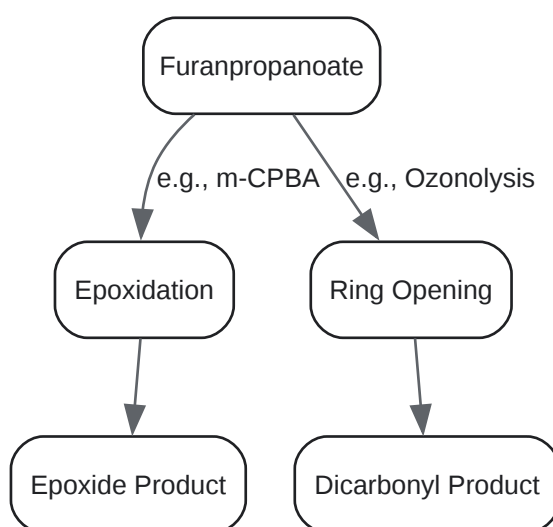 Furanpropanoate
e.g., m-CPBA
e.g., Ozonolysis
Epoxidation
Ring Opening
Epoxide Product
Dicarbonyl Product